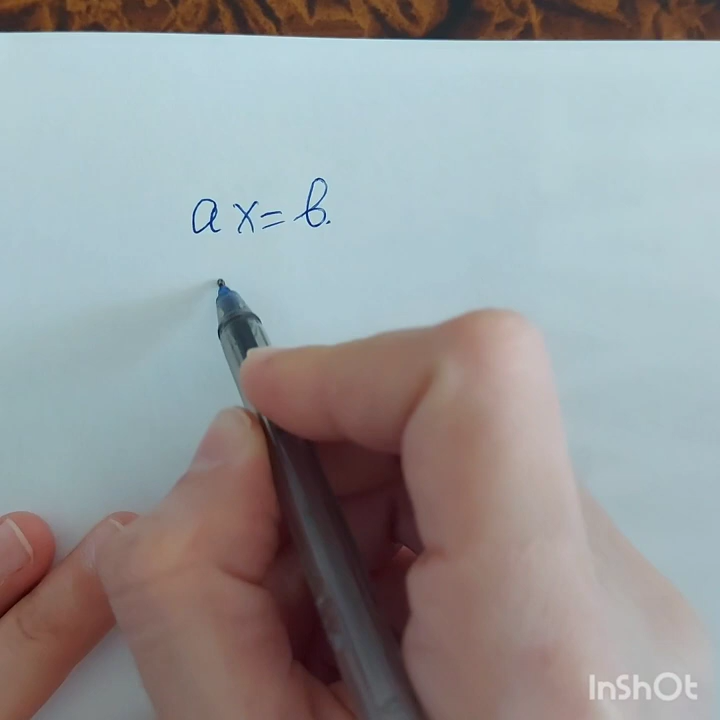 ax = b.
InShOt